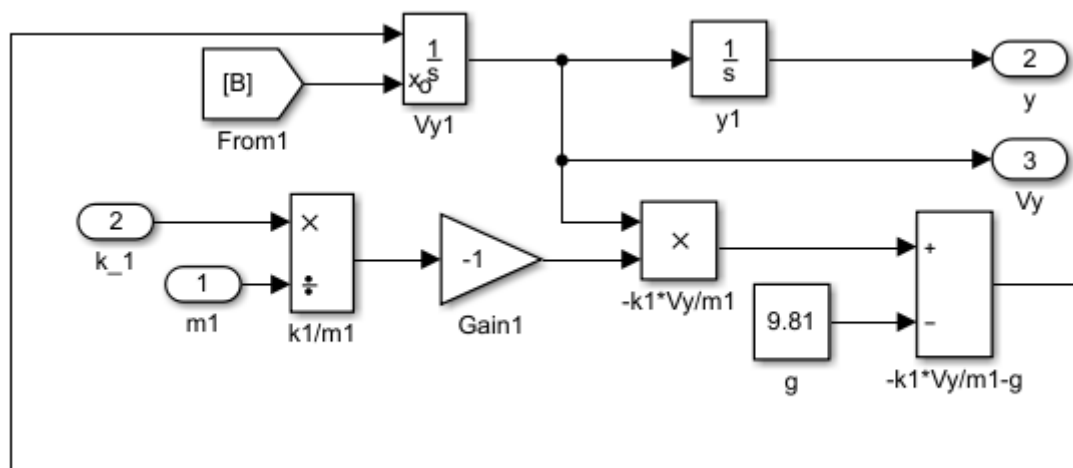 1
s
x₀
Vy1
[B]
From1
1
s
y1
2
y
3
Vy
2
k_1
1
m1
×
÷
k1/m1
-1
Gain1
×
-k1*Vy/m1
9.81
g
+
−
-k1*Vy/m1-g